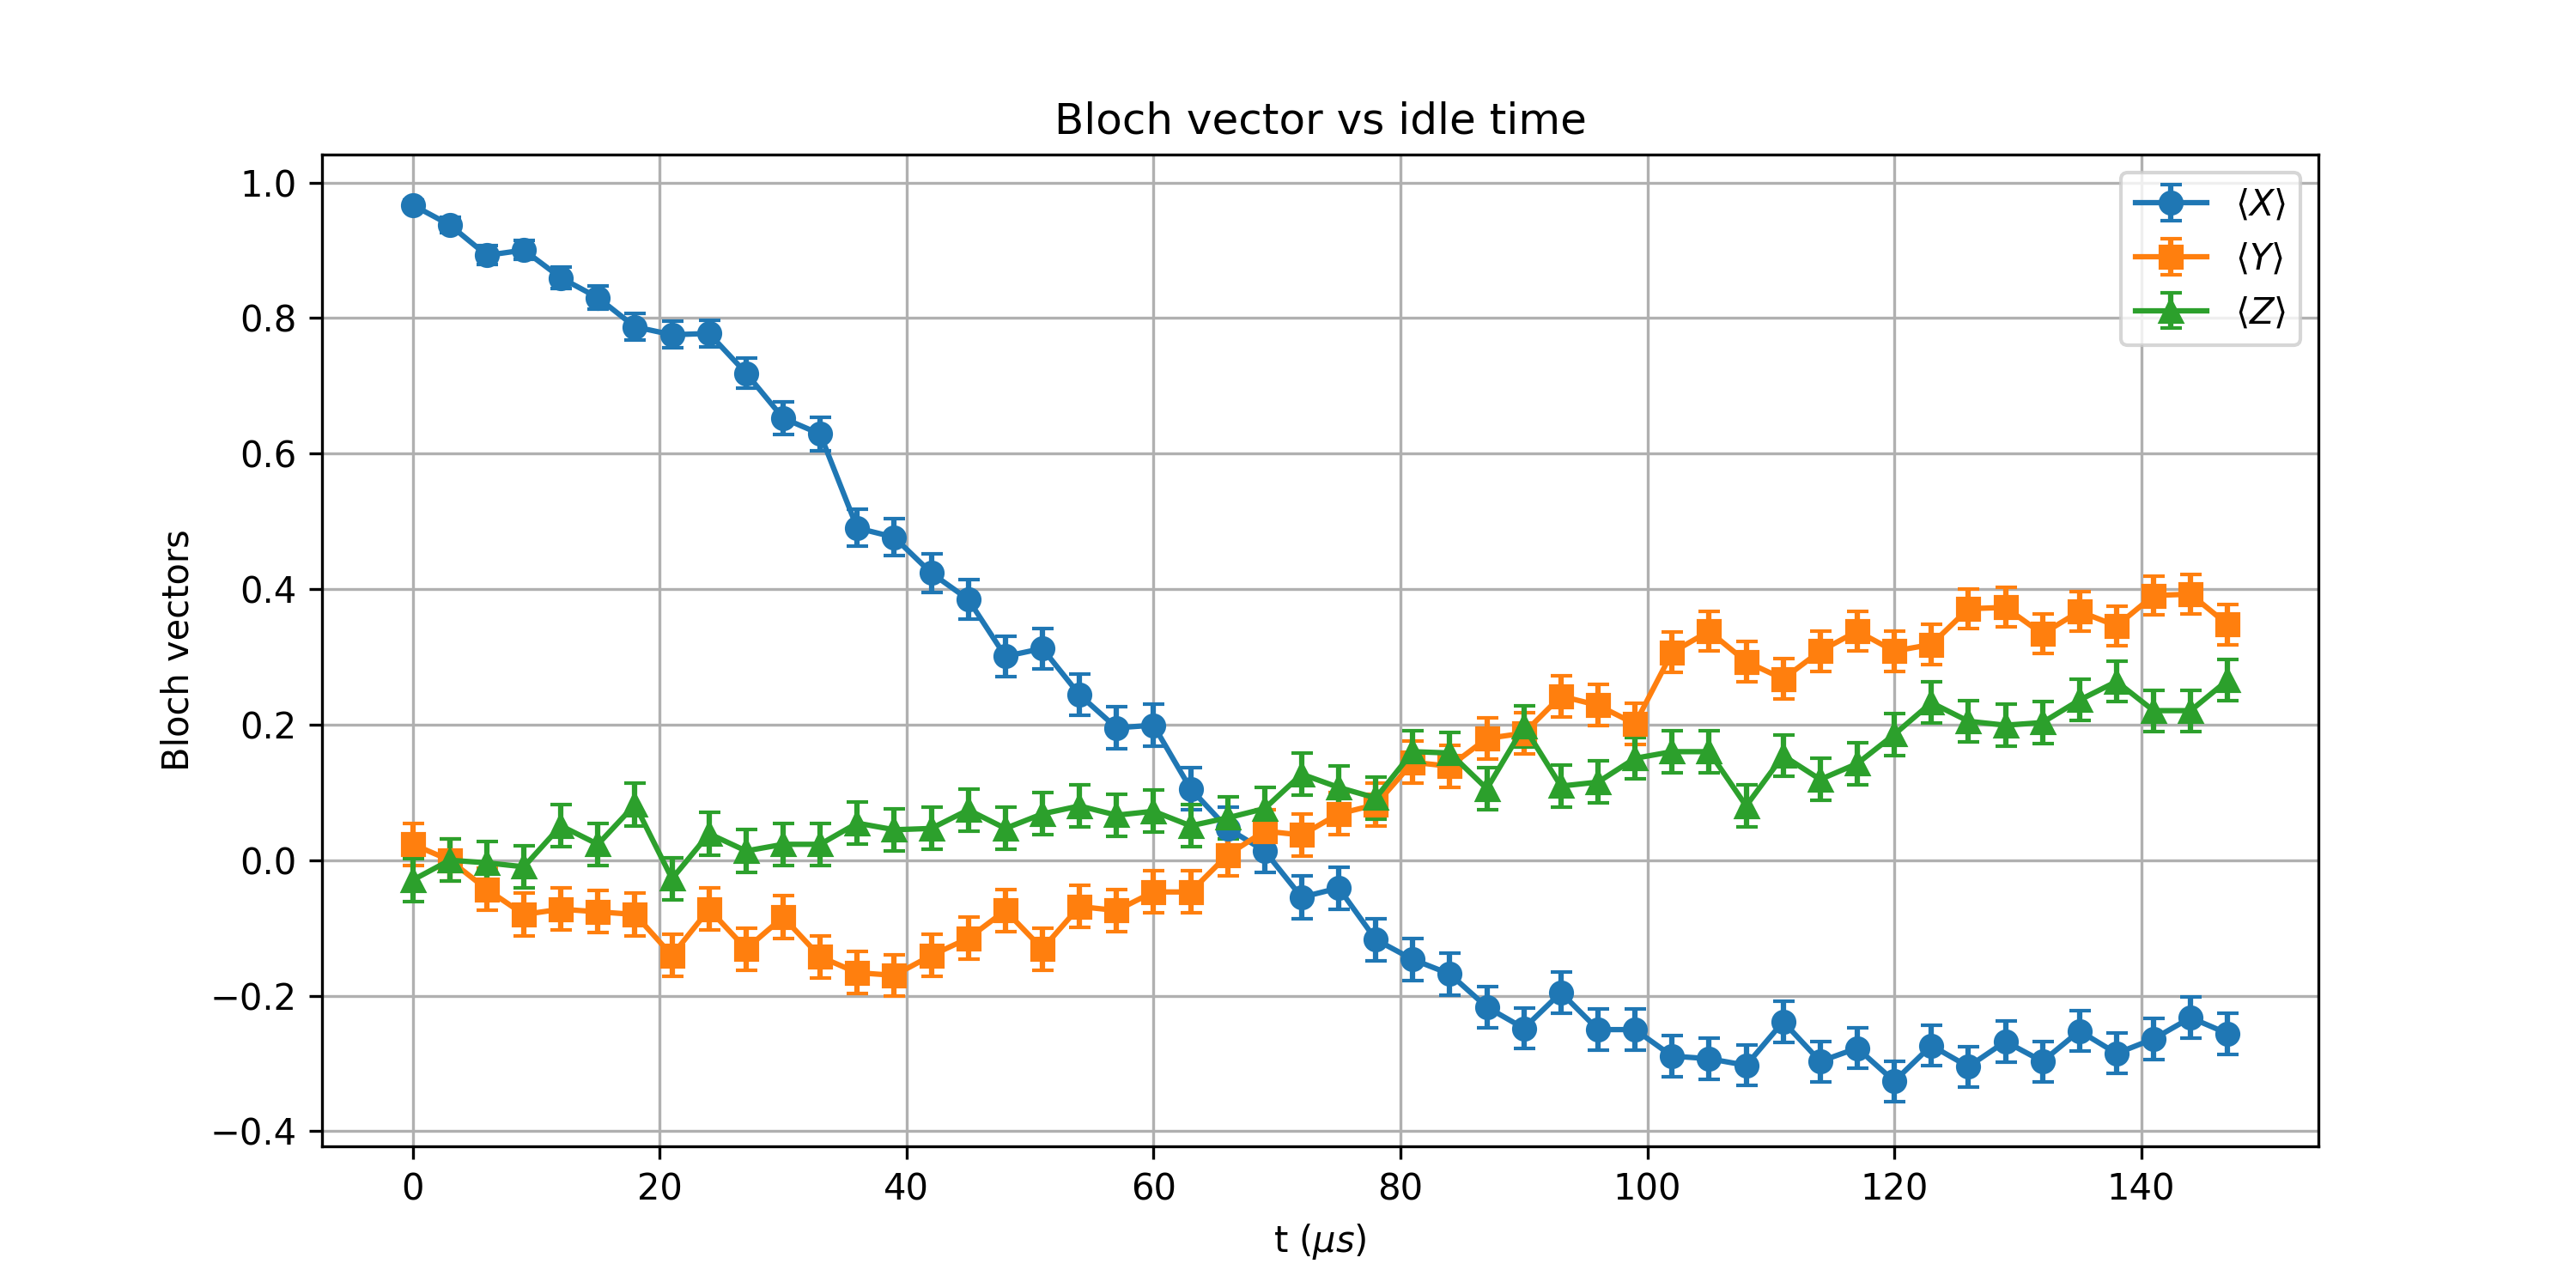 Bloch vector vs idle time
⟨X⟩
⟨Y⟩
⟨Z⟩
Bloch vectors
1.0
0.8
0.6
0.4
0.2
0.0
−0.2
−0.4
0 20 40 60 80 100 120 140
t (μs)